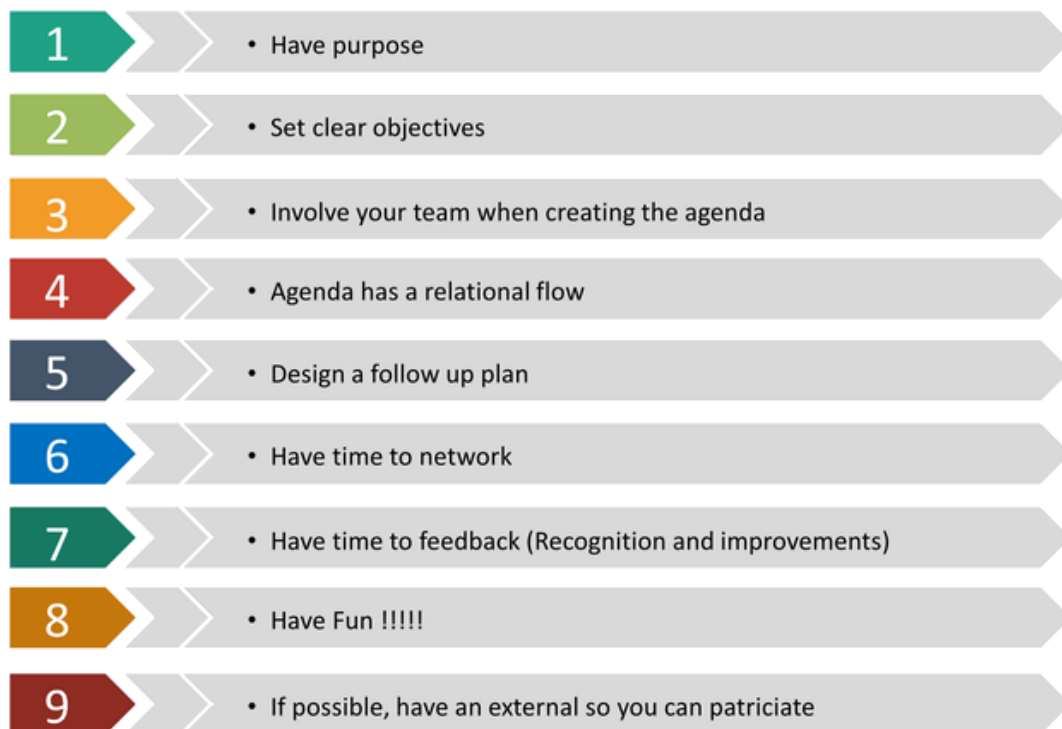 1 • Have purpose
2 • Set clear objectives
3 • Involve your team when creating the agenda
4 • Agenda has a relational flow
5 • Design a follow up plan
6 • Have time to network
7 • Have time to feedback (Recognition and improvements)
8 • Have Fun !!!!!
9 • If possible, have an external so you can patriciate